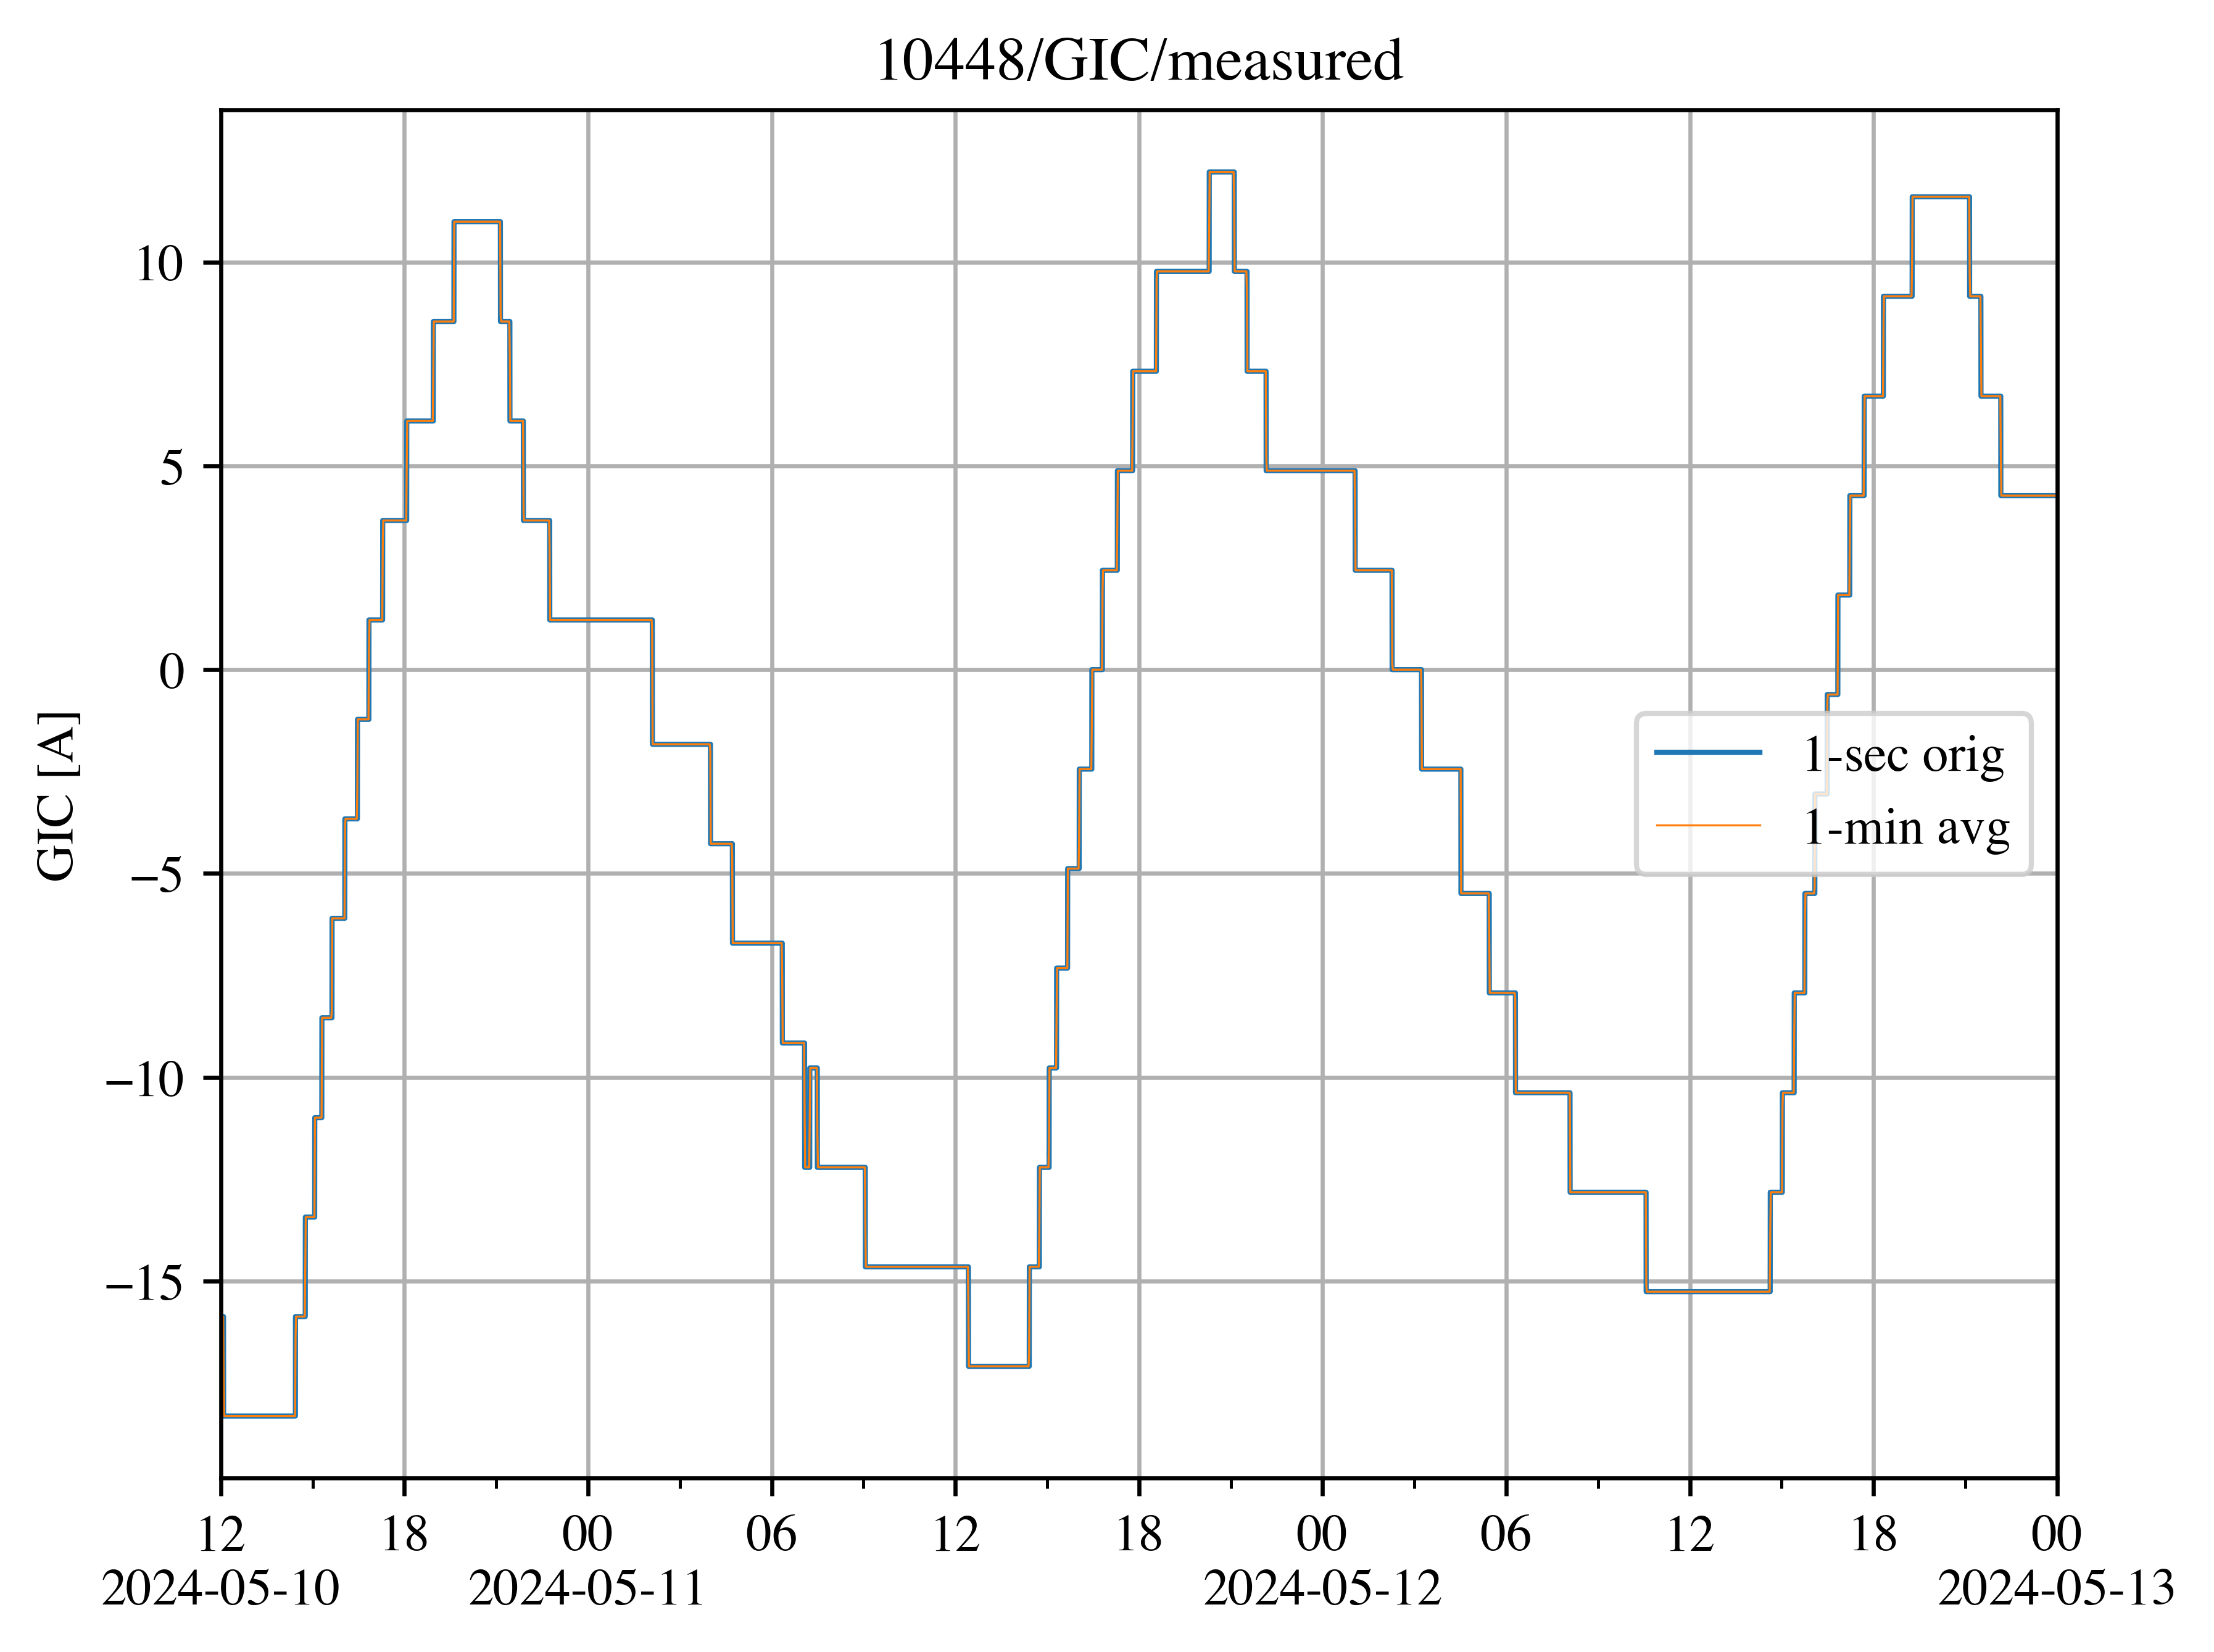 10448/GIC/measured
GIC [A]
10
5
0
−5
−10
−15
1-sec orig
1-min avg
12 18 00 06 12 18 00 06 12 18 00
2024-05-10 2024-05-11 2024-05-12 2024-05-13